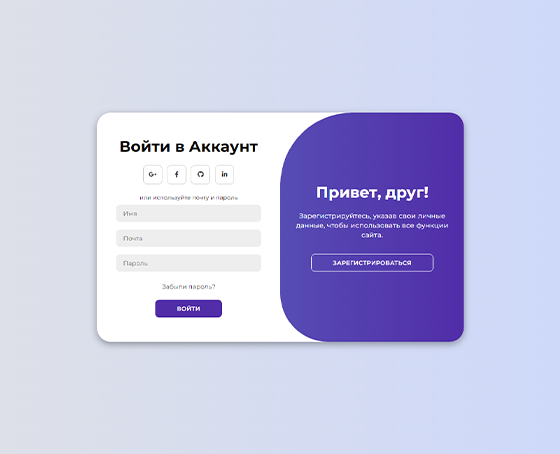 Войти в Аккаунт
G+ f in
или используйте почту и пароль
Имя
Почта
Пароль
Забыли пароль?
ВОЙТИ
Привет, друг!
Зарегистрируйтесь, указав свои личные
данные, чтобы использовать все функции
сайта.
ЗАРЕГИСТРИРОВАТЬСЯ